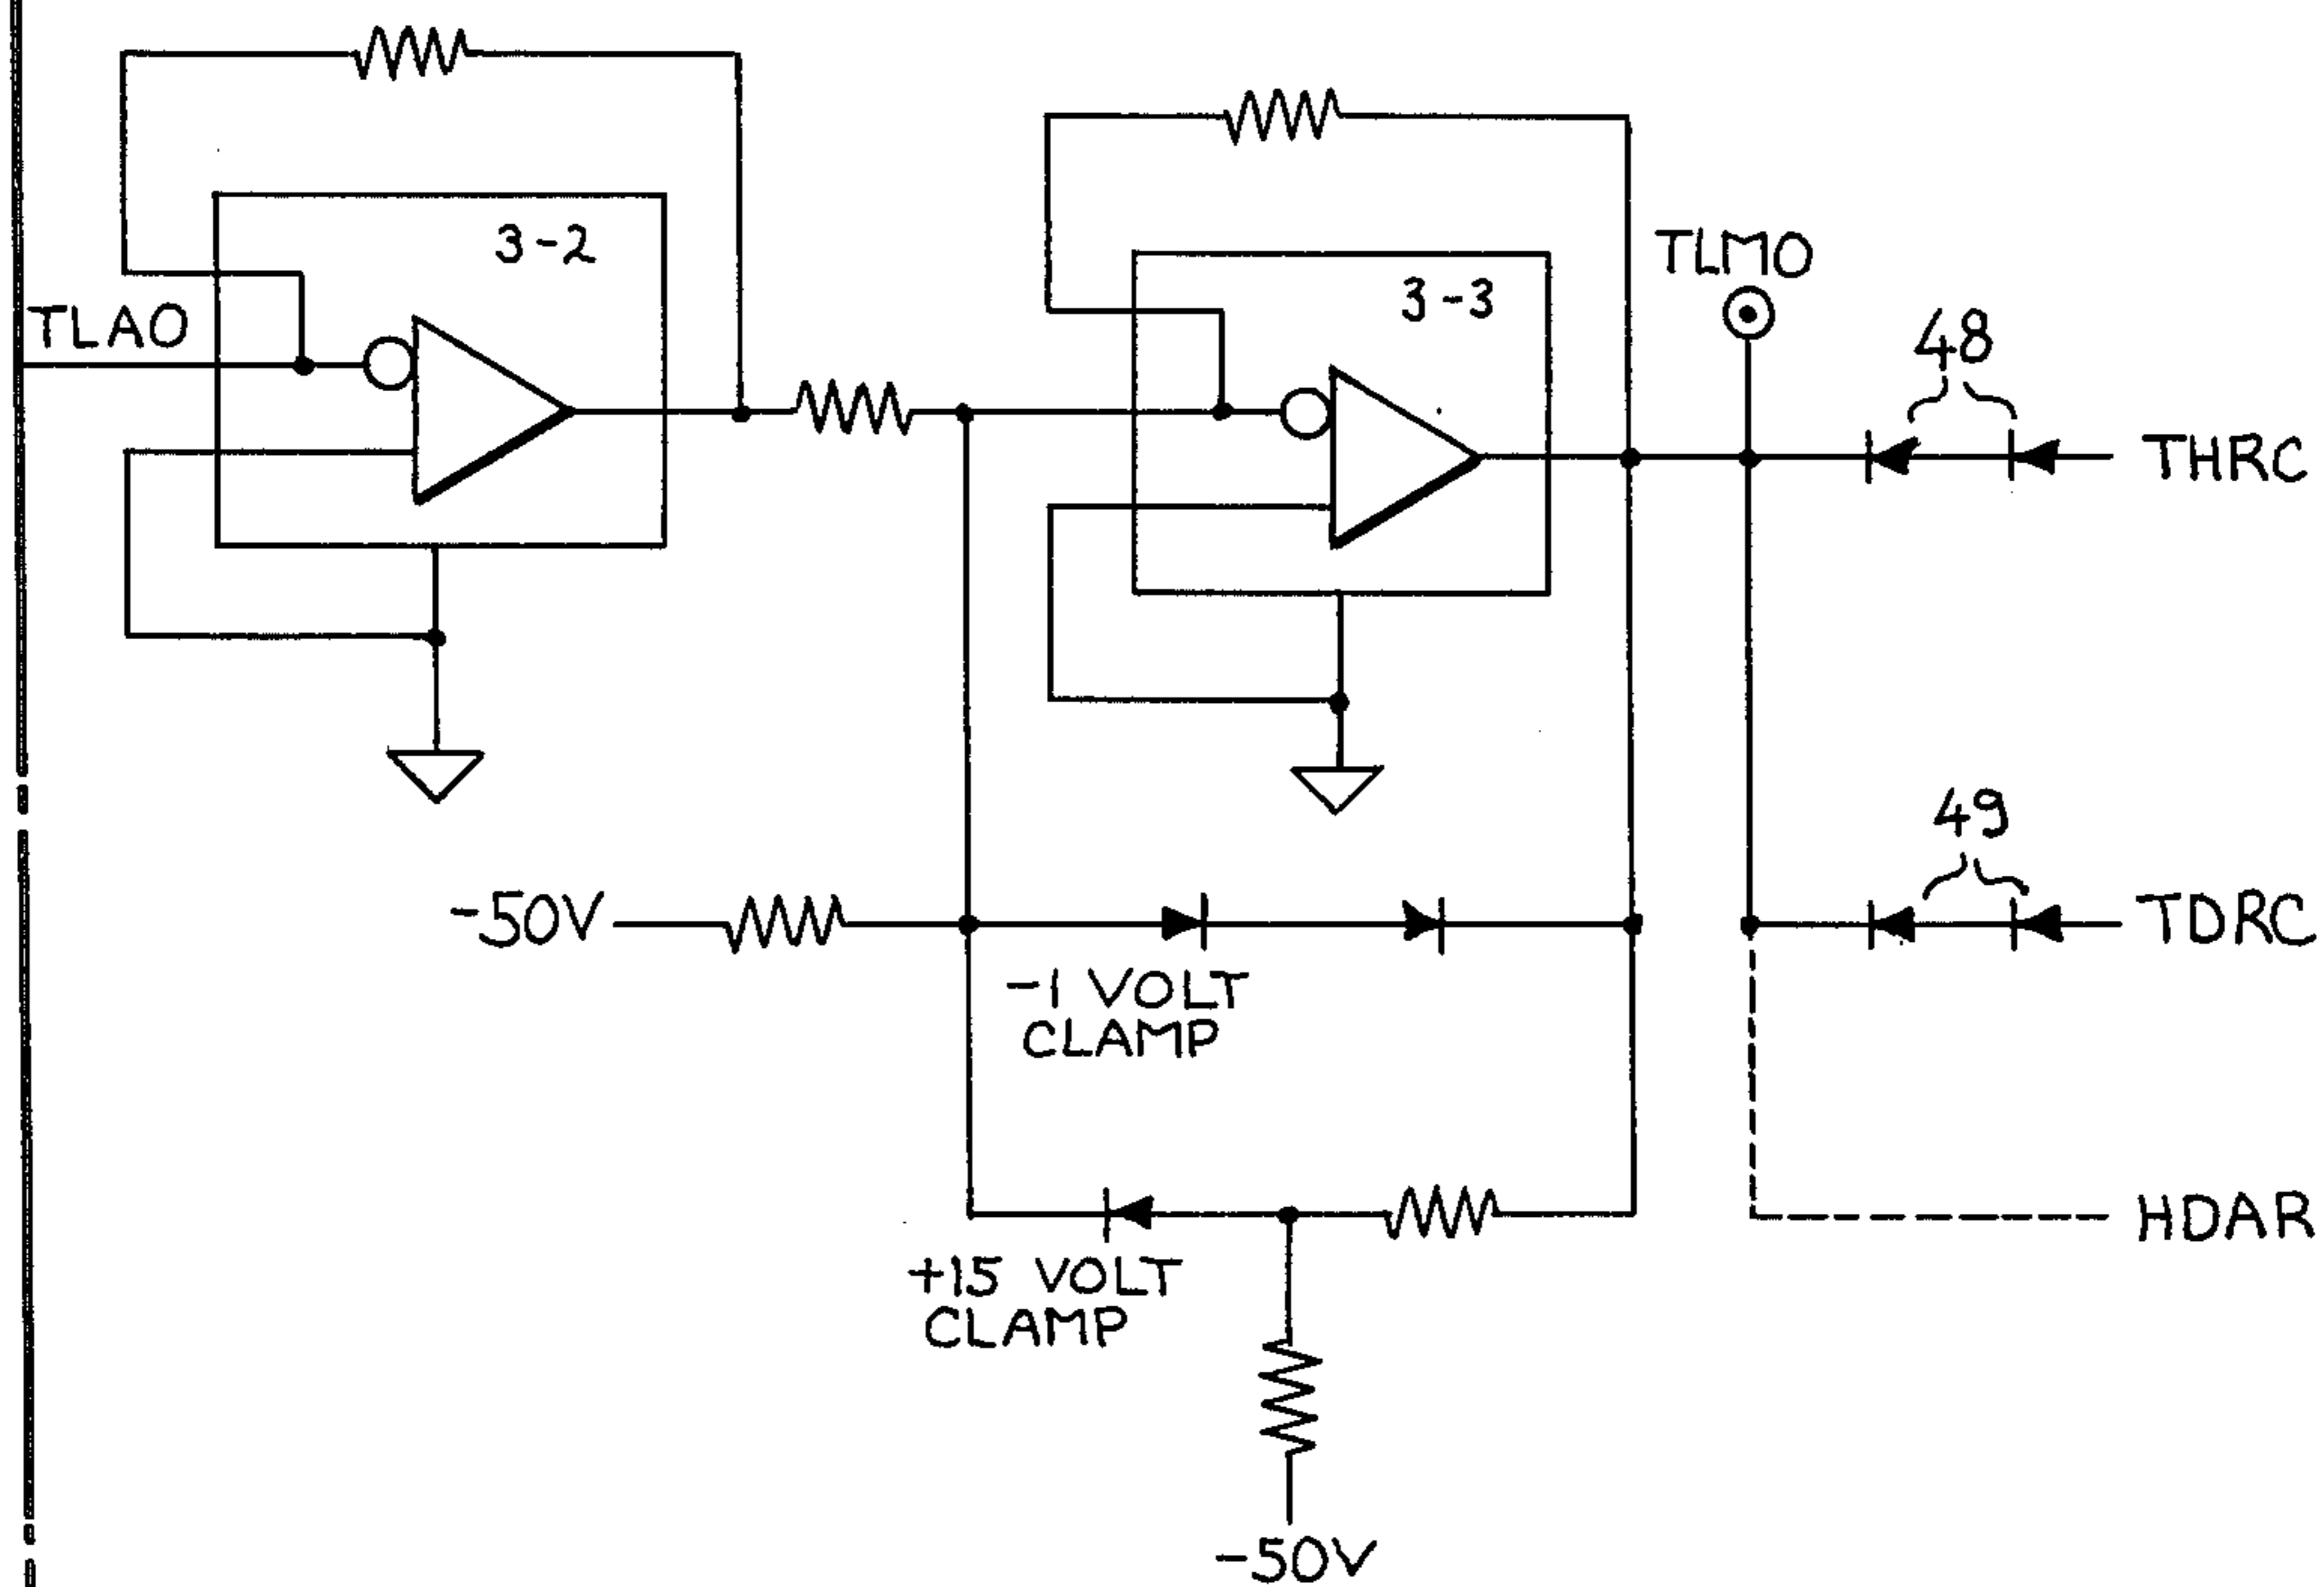 3-2
TLAO
3-3
TLMO
48
THRC
49
-50V
TDRC
-1 VOLT
CLAMP
HDAR
+15 VOLT
CLAMP
-50V